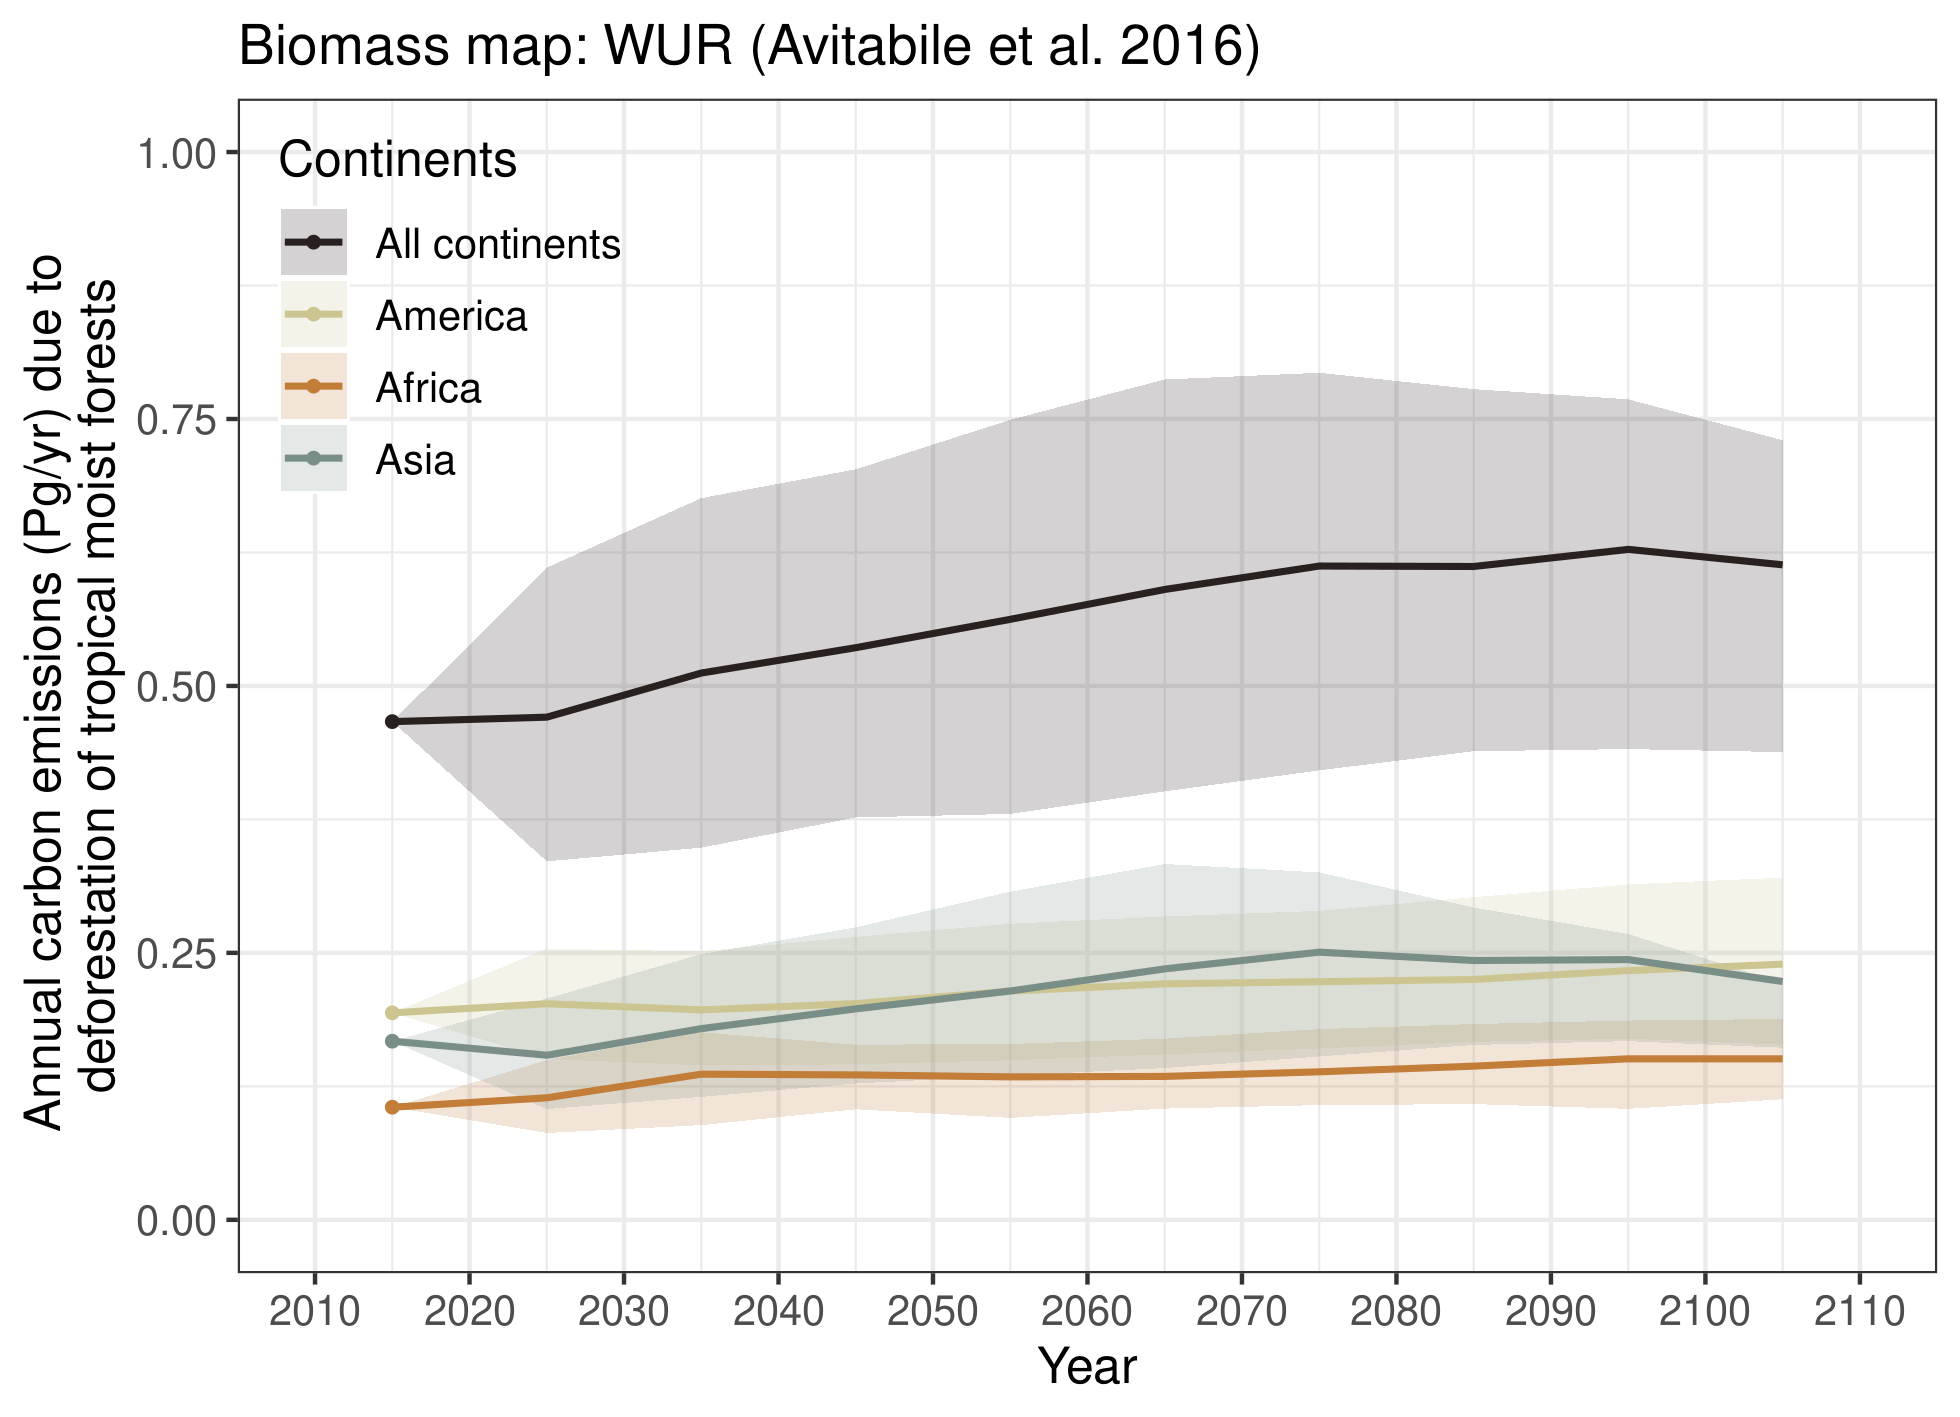 Biomass map: WUR (Avitabile et al. 2016)
Annual carbon emissions (Pg/yr) due to
deforestation of tropical moist forests
1.00
0.75
0.50
0.25
0.00
Continents
All continents
America
Africa
Asia
2010 2020 2030 2040 2050 2060 2070 2080 2090 2100 2110
Year